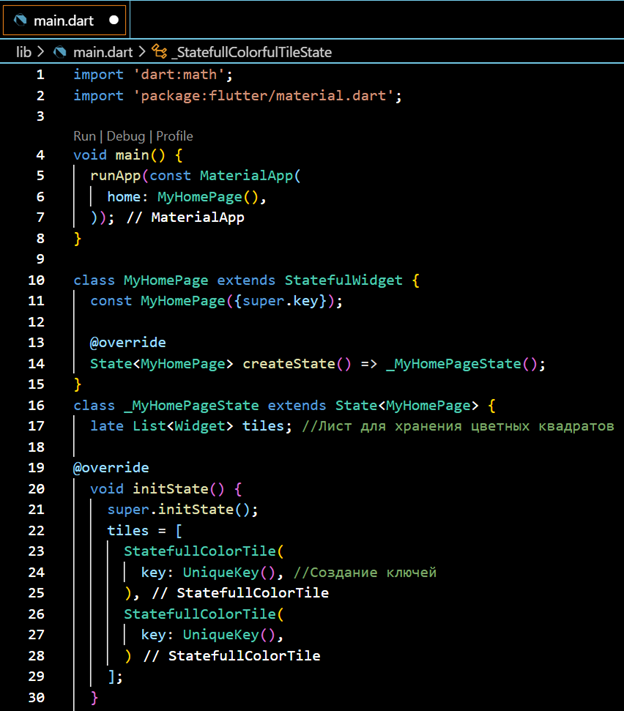 main.dart
lib > main.dart > _StatefullColorfulTileState
1 import 'dart:math';
2 import 'package:flutter/material.dart';
3
Run | Debug | Profile
4 void main() {
5 runApp(const MaterialApp(
6 home: MyHomePage(),
7 )); // MaterialApp
8 }
9
10 class MyHomePage extends StatefulWidget {
11 const MyHomePage({super.key});
12
13 @override
14 State<MyHomePage> createState() => _MyHomePageState();
15 }
16 class _MyHomePageState extends State<MyHomePage> {
17 late List<Widget> tiles; //Лист для хранения цветных квадратов
18
19 @override
20 void initState() {
21 super.initState();
22 tiles = [
23 StatefullColorTile(
24 key: UniqueKey(), //Создание ключей
25 ), // StatefullColorTile
26 StatefullColorTile(
27 key: UniqueKey(),
28 ) // StatefullColorTile
29 ];
30 }